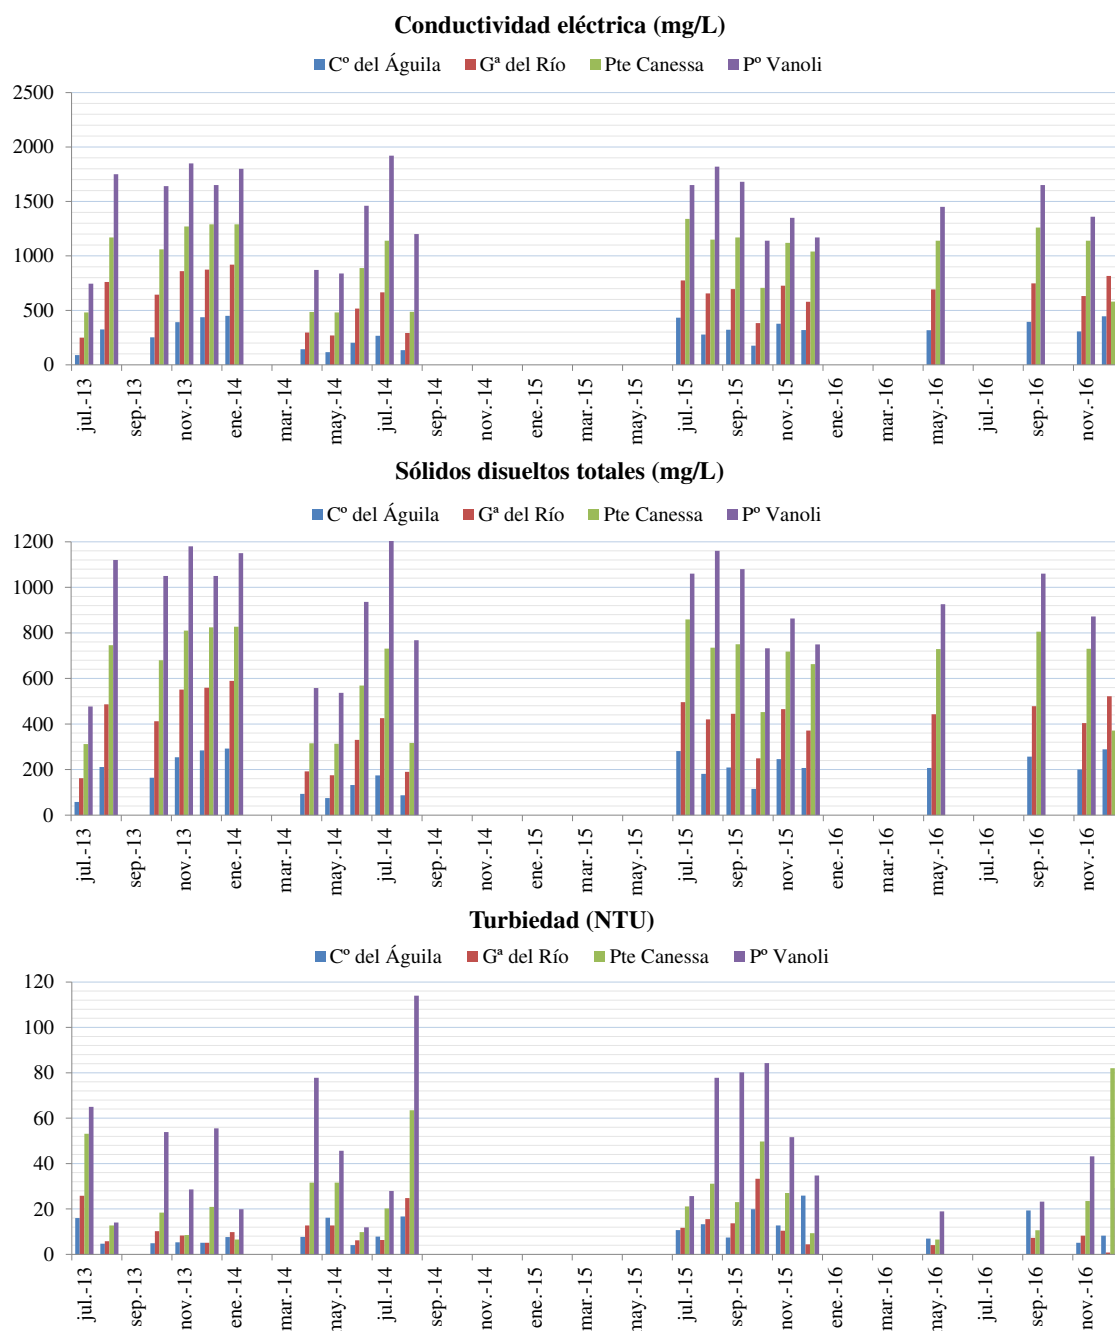 Conductividad eléctrica (mg/L)
Cº del Águila Gª del Río Pte Canessa Pº Vanoli
2500
2000
1500
1000
500
0
jul.-13 sep.-13 nov.-13 ene.-14 mar.-14 may.-14 jul.-14 sep.-14 nov.-14 ene.-15 mar.-15 may.-15 jul.-15 sep.-15 nov.-15 ene.-16 mar.-16 may.-16 jul.-16 sep.-16 nov.-16
Sólidos disueltos totales (mg/L)
Cº del Águila Gª del Río Pte Canessa Pº Vanoli
1200
1000
800
600
400
200
0
jul.-13 sep.-13 nov.-13 ene.-14 mar.-14 may.-14 jul.-14 sep.-14 nov.-14 ene.-15 mar.-15 may.-15 jul.-15 sep.-15 nov.-15 ene.-16 mar.-16 may.-16 jul.-16 sep.-16 nov.-16
Turbiedad (NTU)
Cº del Águila Gª del Río Pte Canessa Pº Vanoli
120
100
80
60
40
20
0
jul.-13 sep.-13 nov.-13 ene.-14 mar.-14 may.-14 jul.-14 sep.-14 nov.-14 ene.-15 mar.-15 may.-15 jul.-15 sep.-15 nov.-15 ene.-16 mar.-16 may.-16 jul.-16 sep.-16 nov.-16